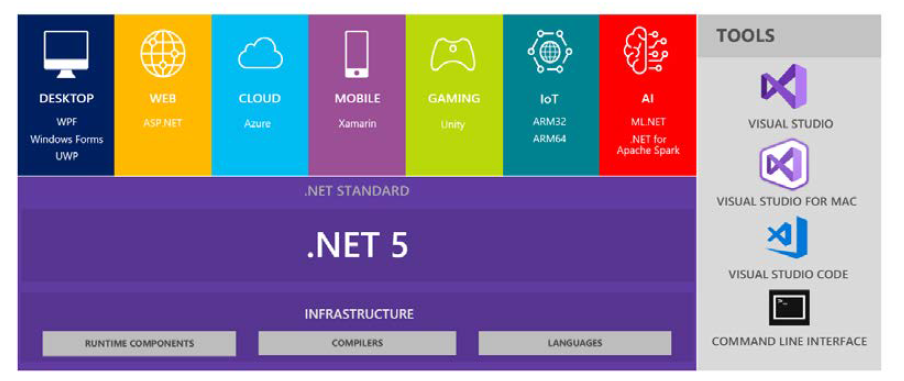 DESKTOP
WPF
Windows Forms
UWP
WEB
ASP.NET
CLOUD
Azure
MOBILE
Xamarin
GAMING
Unity
IoT
ARM32
ARM64
AI
ML.NET
.NET for
Apache Spark
.NET STANDARD
.NET 5
INFRASTRUCTURE
RUNTIME COMPONENTS
COMPILERS
LANGUAGES
TOOLS
VISUAL STUDIO
VISUAL STUDIO FOR MAC
VISUAL STUDIO CODE
COMMAND LINE INTERFACE